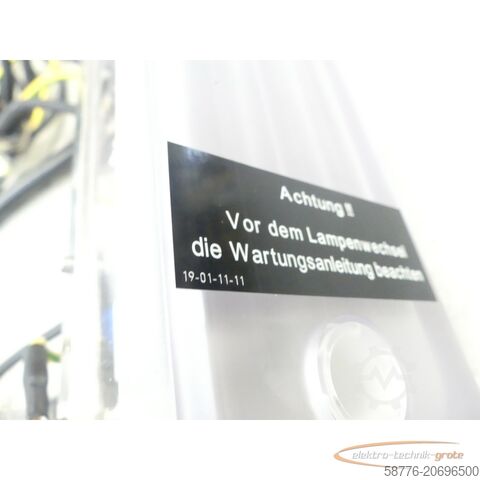 Achtung !!
Vor dem Lampenwechsel
die Wartungsanleitung beachten
19-01-11-11
elektro-technik-grote
58776-20696500